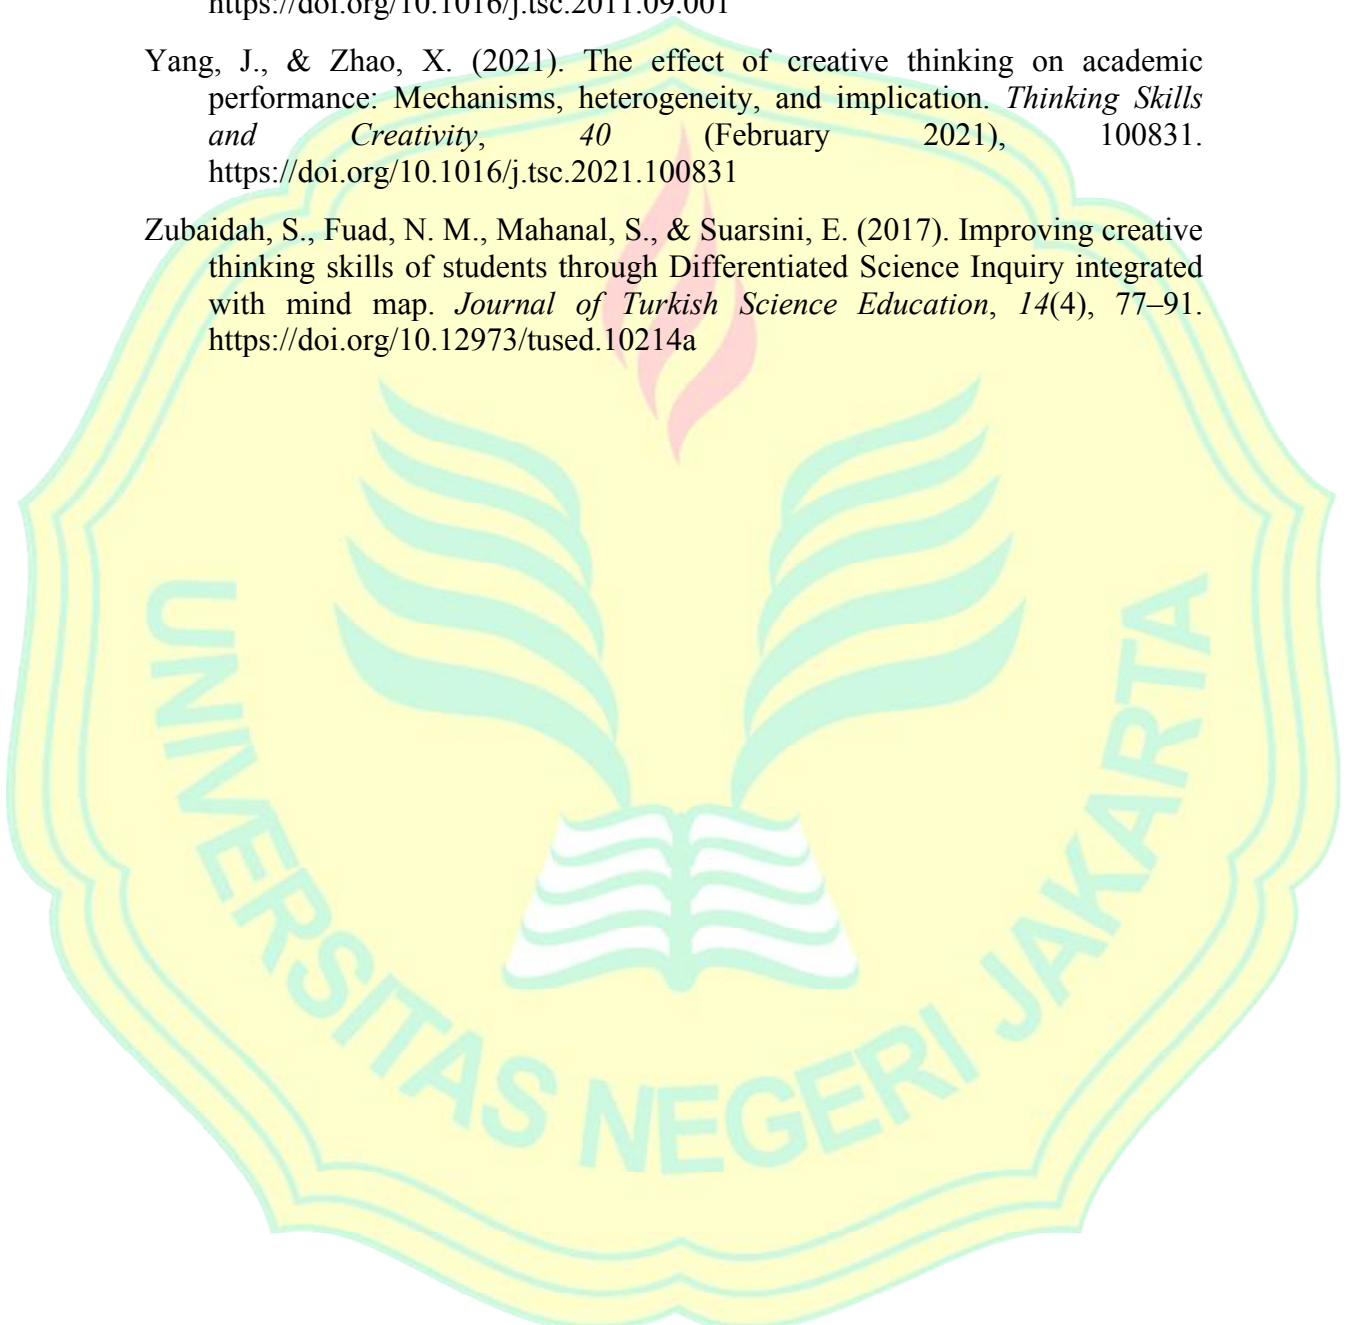 https://doi.org/10.1016/j.tsc.2011.09.001
Yang, J., & Zhao, X. (2021). The effect of creative thinking on academic
performance: Mechanisms, heterogeneity, and implication. Thinking Skills
and Creativity, 40 (February 2021), 100831.
https://doi.org/10.1016/j.tsc.2021.100831
Zubaidah, S., Fuad, N. M., Mahanal, S., & Suarsini, E. (2017). Improving creative
thinking skills of students through Differentiated Science Inquiry integrated
with mind map. Journal of Turkish Science Education, 14(4), 77–91.
https://doi.org/10.12973/tused.10214a
UNIVERSITAS NEGERI JAKARTA